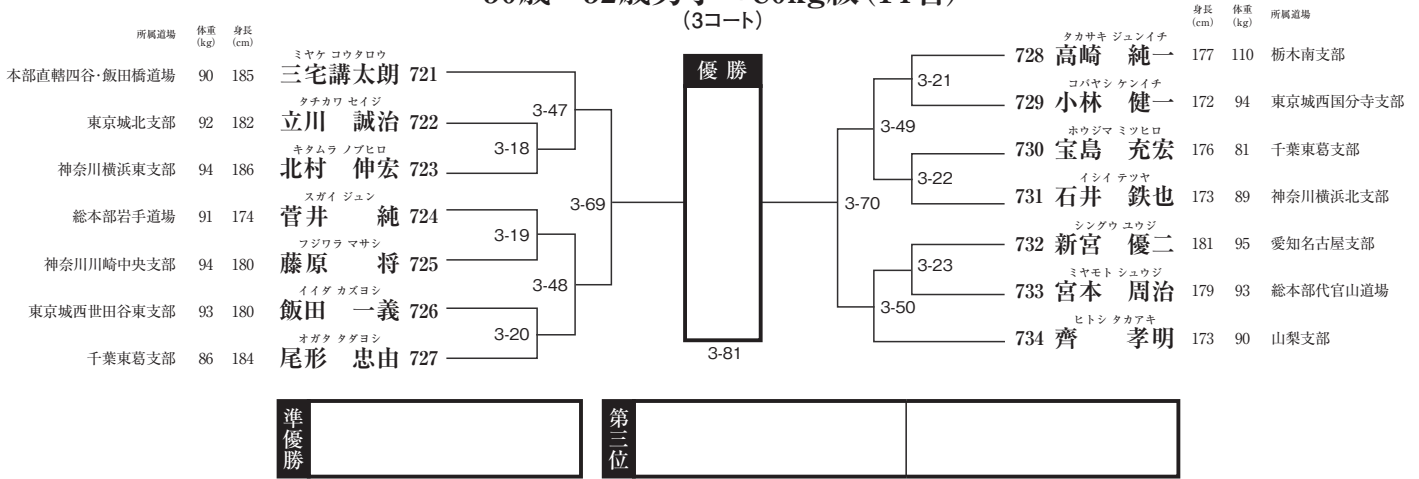 (3コート)
所属道場 体重(kg) 身長(cm)
本部直轄四谷・飯田橋道場 90 185 ミヤケ コウタロウ 三宅講太朗 721
東京城北支部 92 182 タチカワ セイジ 立川 誠治 722
神奈川横浜東支部 94 186 キタムラ ノブヒロ 北村 伸宏 723
総本部岩手道場 91 174 スガイ ジュン 菅井 純 724
神奈川川崎中央支部 94 180 フジワラ マサシ 藤原 将 725
東京城西世田谷東支部 93 180 イイダ カズヨシ 飯田 一義 726
千葉東葛支部 86 184 オガタ タダヨシ 尾形 忠由 727
3-47
3-18
3-69
3-19
3-48
3-20
優勝
3-81
身長(cm) 体重(kg) 所属道場
728 タカサキ ジュンイチ 高崎 純一 177 110 栃木南支部
729 コバヤシ ケンイチ 小林 健一 172 94 東京城西国分寺支部
730 ホウジマ ミツヒロ 宝島 充宏 176 81 千葉東葛支部
731 イシイ テツヤ 石井 鉄也 173 89 神奈川横浜北支部
732 シングウ ユウジ 新宮 優二 181 95 愛知名古屋支部
733 ミヤモト シュウジ 宮本 周治 179 93 総本部代官山道場
734 ヒトシ タカアキ 齊 孝明 173 90 山梨支部
3-21
3-49
3-22
3-70
3-23
3-50
準優勝
第三位